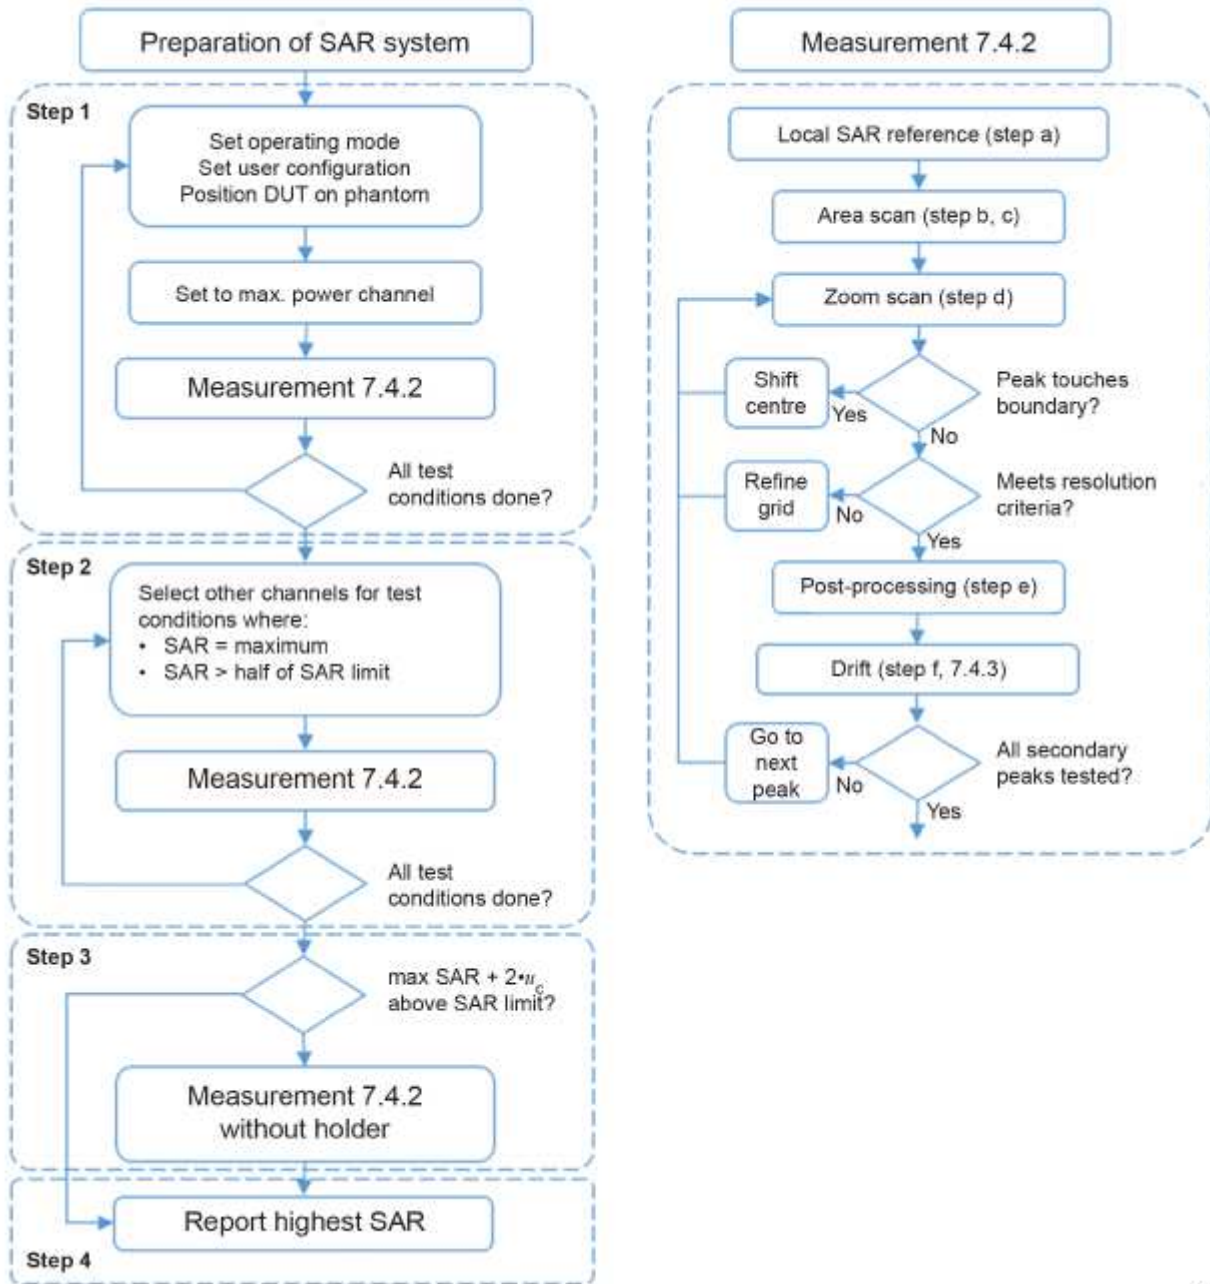 Preparation of SAR system
Step 1
Set operating mode
Set user configuration
Position DUT on phantom
Set to max. power channel
Measurement 7.4.2
All test
conditions done?
Step 2
Select other channels for test
conditions where:
• SAR = maximum
• SAR > half of SAR limit
Measurement 7.4.2
All test
conditions done?
Step 3
max SAR + 2•u_c
above SAR limit?
Measurement 7.4.2
without holder
Report highest SAR
Step 4
Measurement 7.4.2
Local SAR reference (step a)
Area scan (step b, c)
Zoom scan (step d)
Shift
centre
Yes
Peak touches
boundary?
No
Refine
grid
No
Meets resolution
criteria?
Yes
Post-processing (step e)
Drift (step f, 7.4.3)
Go to
next
peak
No
All secondary
peaks tested?
Yes